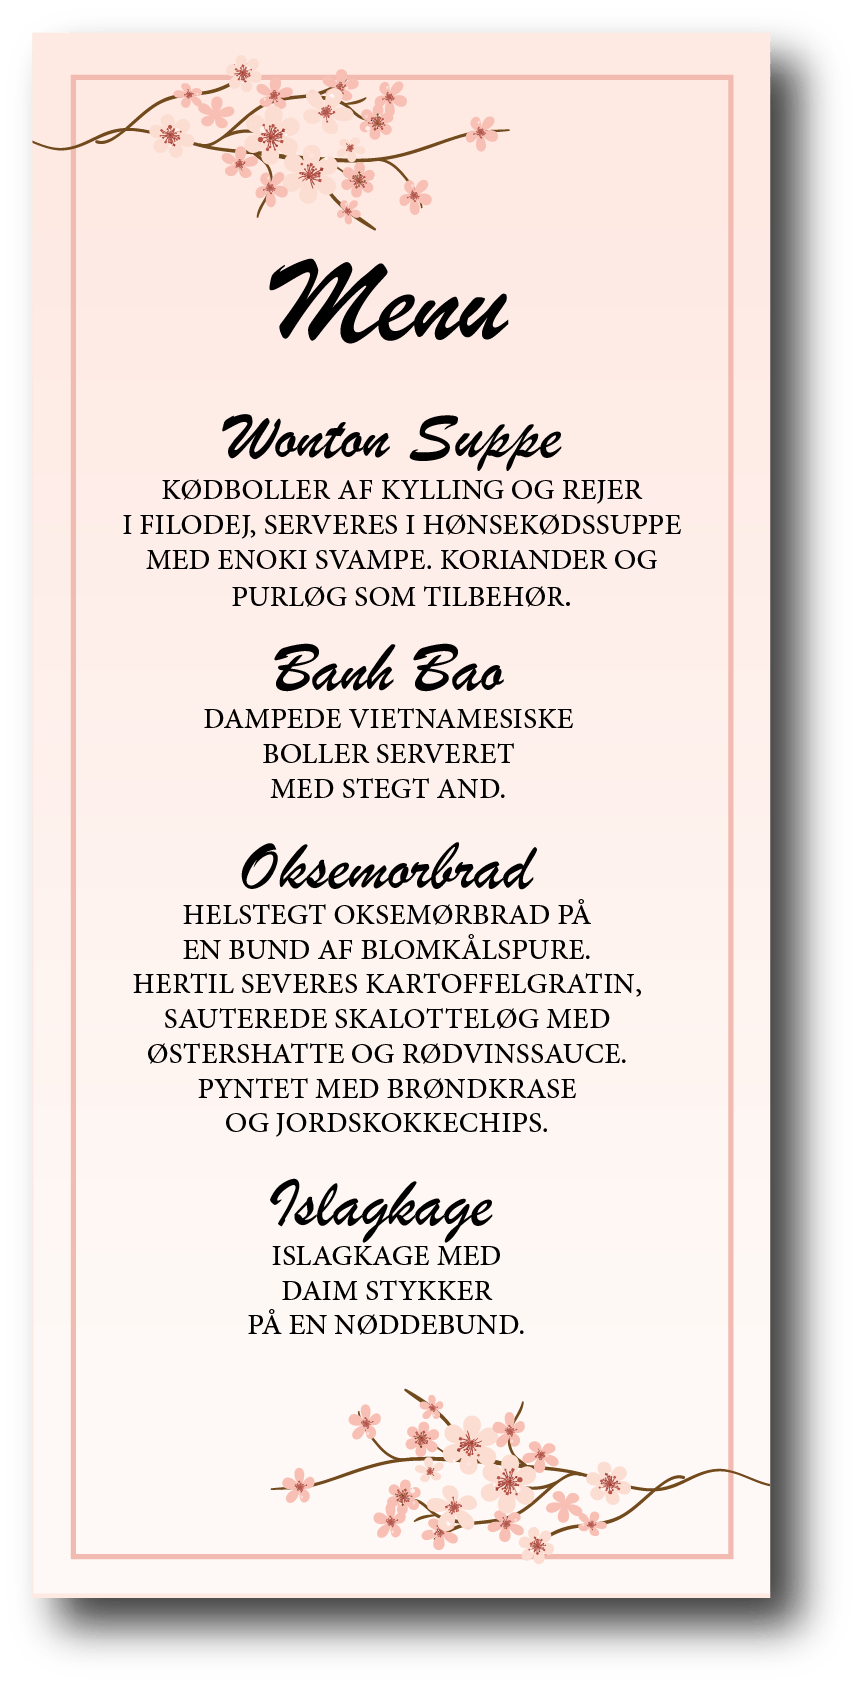 Menu
Wonton Suppe
KØDBOLLER AF KYLLING OG REJER
I FILODEJ, SERVERES I HØNSEKØDSSUPPE
MED ENOKI SVAMPE. KORIANDER OG
PURLØG SOM TILBEHØR.
Banh Bao
DAMPEDE VIETNAMESISKE
BOLLER SERVERET
MED STEGT AND.
Oksemorbrad
HELSTEGT OKSEMØRBRAD PÅ
EN BUND AF BLOMKÅLSPURE.
HERTIL SEVERES KARTOFFELGRATIN,
SAUTEREDE SKALOTTELØG MED
ØSTERSHATTE OG RØDVINSSAUCE.
PYNTET MED BRØNDKRASE
OG JORDSKOKKECHIPS.
Islagkage
ISLAGKAGE MED
DAIM STYKKER
PÅ EN NØDDEBUND.